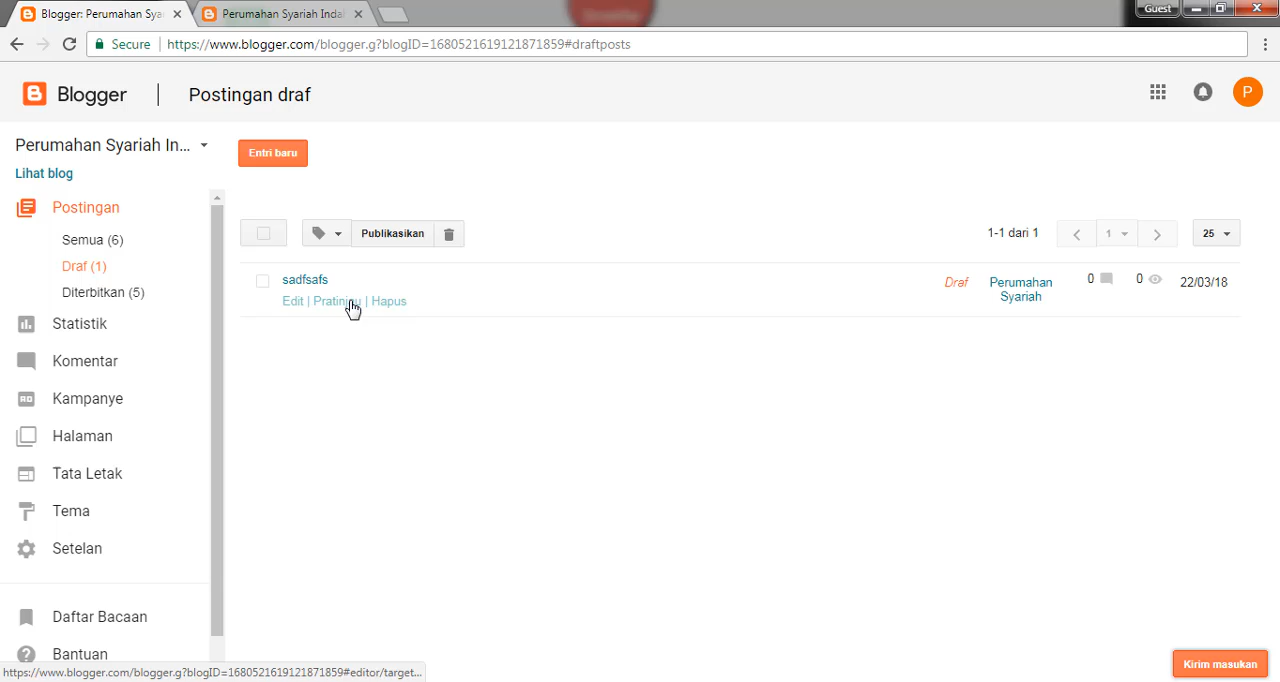 Blogger: Perumahan Sya
Perumahan Syariah Inda
Guest
Secure
https://www.blogger.com/blogger.g?blogID=1680521619121871859#draftposts
Blogger
Postingan draf
P
Perumahan Syariah In...
Entri baru
Lihat blog
Postingan
Semua (6)
Draf (1)
Diterbitkan (5)
Statistik
Komentar
Kampanye
Halaman
Tata Letak
Tema
Setelan
Daftar Bacaan
Bantuan
Publikasikan
1-1 dari 1
1
25
sadfsafs
Edit | Pratinjau | Hapus
Draf
Perumahan
Syariah
0
0
22/03/18
Kirim masukan
https://www.blogger.com/blogger.g?blogID=1680521619121871859#editor/target...